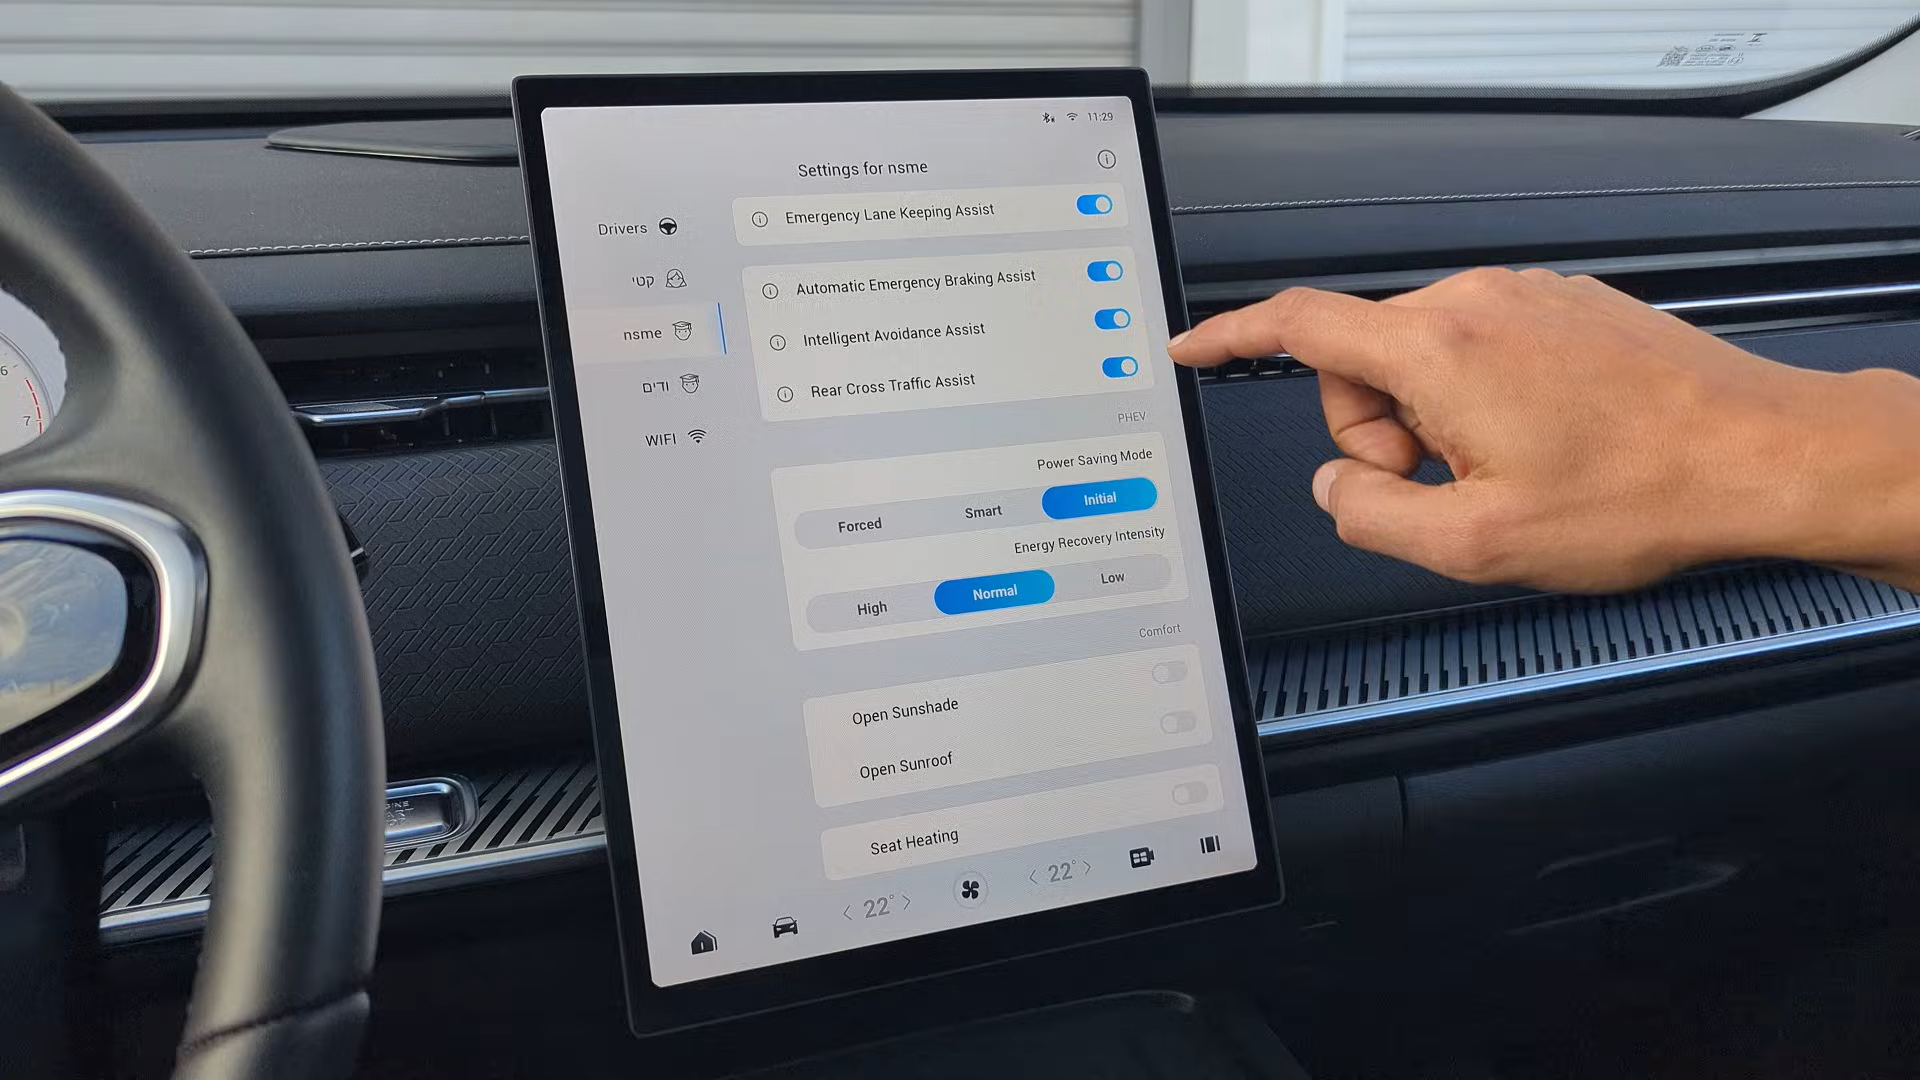 11:29
Settings for nsme
Drivers
קטי
nsme
ודים
WIFI
Emergency Lane Keeping Assist
Automatic Emergency Braking Assist
Intelligent Avoidance Assist
Rear Cross Traffic Assist
PHEV
Power Saving Mode
Forced Smart Initial
Energy Recovery Intensity
High Normal Low
Comfort
Open Sunshade
Open Sunroof
Seat Heating
22° 22°
6
7